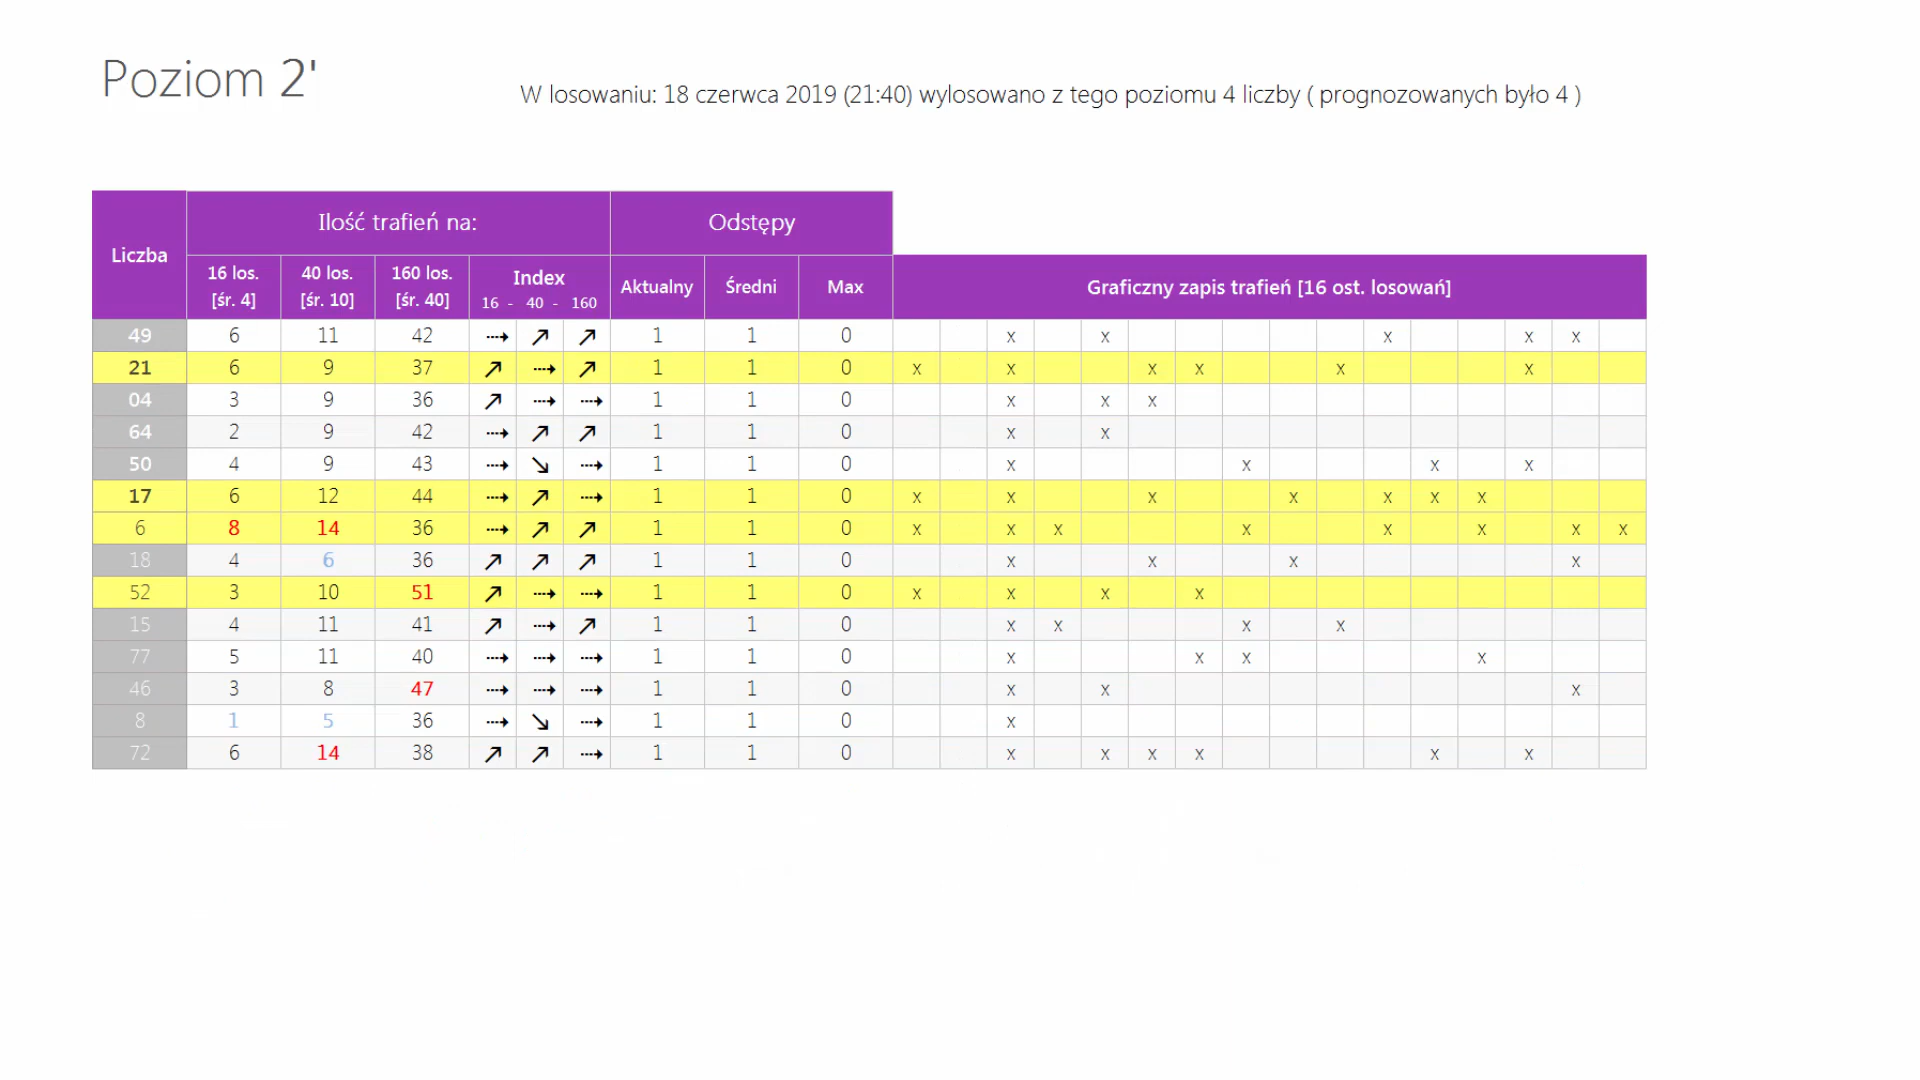 Poziom 2'
W losowaniu: 18 czerwca 2019 (21:40) wylosowano z tego poziomu 4 liczby ( prognozowanych było 4 )
Liczba
Ilość trafień na:
Odstępy
16 los. [śr. 4]
40 los. [śr. 10]
160 los. [śr. 40]
Index
16 - 40 - 160
Aktualny
Średni
Max
Graficzny zapis trafień [16 ost. losowań]
49 6 11 42 ⤑ ↗ ↗ 1 1 0 x x x x x
21 6 9 37 ↗ ⤑ ↗ 1 1 0 x x x x x x
04 3 9 36 ↗ ⤑ ⤑ 1 1 0 x x x
64 2 9 42 ⤑ ↗ ↗ 1 1 0 x x
50 4 9 43 ⤑ ↘ ⤑ 1 1 0 x x x x
17 6 12 44 ⤑ ↗ ⤑ 1 1 0 x x x x x x x
6 8 14 36 ⤑ ↗ ↗ 1 1 0 x x x x x x x x
18 4 6 36 ↗ ↗ ↗ 1 1 0 x x x x
52 3 10 51 ↗ ⤑ ⤑ 1 1 0 x x x x
15 4 11 41 ↗ ⤑ ↗ 1 1 0 x x x x
77 5 11 40 ⤑ ⤑ ⤑ 1 1 0 x x x x
46 3 8 47 ⤑ ⤑ ⤑ 1 1 0 x x x
8 1 5 36 ⤑ ↘ ⤑ 1 1 0 x
72 6 14 38 ↗ ↗ ⤑ 1 1 0 x x x x x x